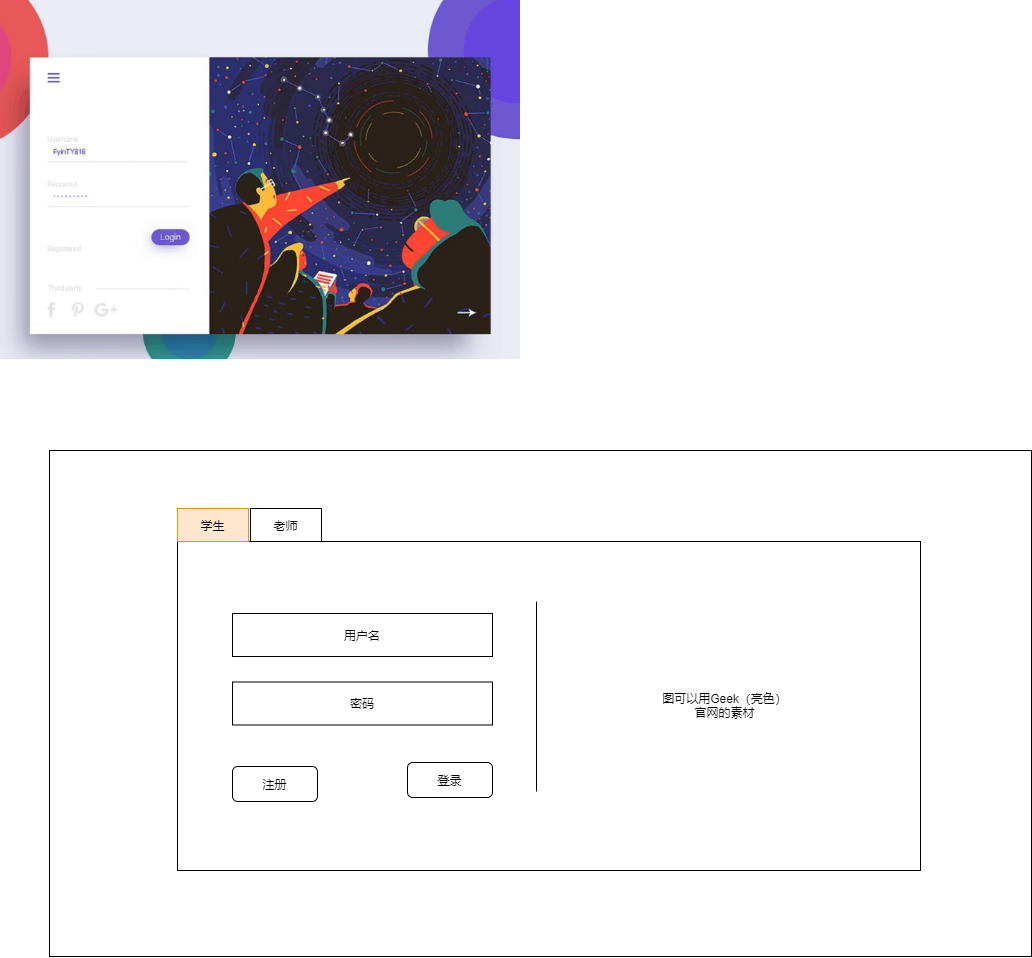 Username
FyinTY818
Password
Login
Registered
Third party
G+
学生
老师
用户名
密码
图可以用Geek（亮色）
官网的素材
注册
登录